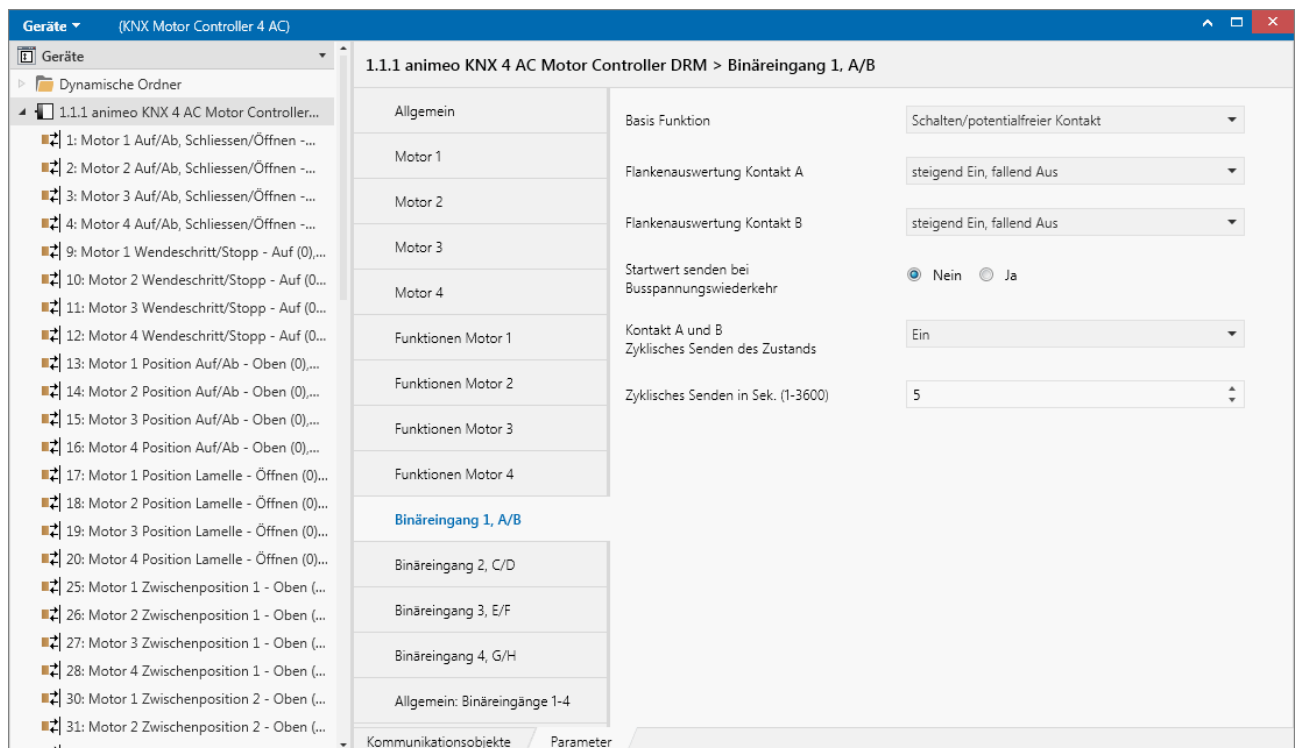 Geräte (KNX Motor Controller 4 AC)
Geräte
Dynamische Ordner
1.1.1 animeo KNX 4 AC Motor Controller...
1: Motor 1 Auf/Ab, Schliessen/Öffnen -...
2: Motor 2 Auf/Ab, Schliessen/Öffnen -...
3: Motor 3 Auf/Ab, Schliessen/Öffnen -...
4: Motor 4 Auf/Ab, Schliessen/Öffnen -...
9: Motor 1 Wendeschritt/Stopp - Auf (0),...
10: Motor 2 Wendeschritt/Stopp - Auf (0...
11: Motor 3 Wendeschritt/Stopp - Auf (0...
12: Motor 4 Wendeschritt/Stopp - Auf (0...
13: Motor 1 Position Auf/Ab - Oben (0),...
14: Motor 2 Position Auf/Ab - Oben (0),...
15: Motor 3 Position Auf/Ab - Oben (0),...
16: Motor 4 Position Auf/Ab - Oben (0),...
17: Motor 1 Position Lamelle - Öffnen (0)...
18: Motor 2 Position Lamelle - Öffnen (0)...
19: Motor 3 Position Lamelle - Öffnen (0)...
20: Motor 4 Position Lamelle - Öffnen (0)...
25: Motor 1 Zwischenposition 1 - Oben (...
26: Motor 2 Zwischenposition 1 - Oben (...
27: Motor 3 Zwischenposition 1 - Oben (...
28: Motor 4 Zwischenposition 1 - Oben (...
30: Motor 1 Zwischenposition 2 - Oben (...
31: Motor 2 Zwischenposition 2 - Oben (...
1.1.1 animeo KNX 4 AC Motor Controller DRM > Binäreingang 1, A/B
Allgemein
Motor 1
Motor 2
Motor 3
Motor 4
Funktionen Motor 1
Funktionen Motor 2
Funktionen Motor 3
Funktionen Motor 4
Binäreingang 1, A/B
Binäreingang 2, C/D
Binäreingang 3, E/F
Binäreingang 4, G/H
Allgemein: Binäreingänge 1-4
Basis Funktion Schalten/potentialfreier Kontakt
Flankenauswertung Kontakt A steigend Ein, fallend Aus
Flankenauswertung Kontakt B steigend Ein, fallend Aus
Startwert senden bei
Busspannungswiederkehr Nein Ja
Kontakt A und B
Zyklisches Senden des Zustands Ein
Zyklisches Senden in Sek. (1-3600) 5
Kommunikationsobjekte Parameter